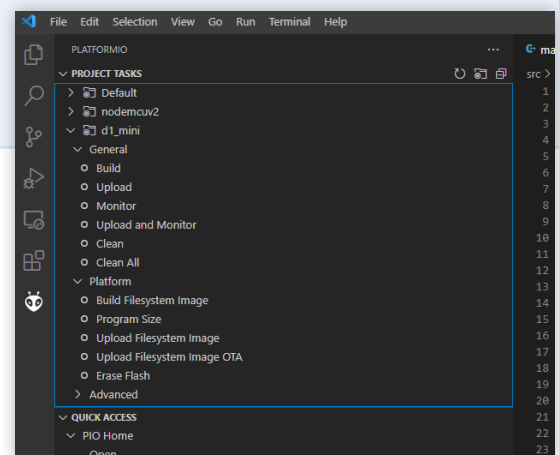 File Edit Selection View Go Run Terminal Help
PLATFORMIO
PROJECT TASKS
Default
nodemcuv2
d1_mini
General
Build
Upload
Monitor
Upload and Monitor
Clean
Clean All
Platform
Build Filesystem Image
Program Size
Upload Filesystem Image
Upload Filesystem Image OTA
Erase Flash
Advanced
QUICK ACCESS
PIO Home
Open
ma
src >
1
2
3
4
5
6
7
8
9
10
11
12
13
14
15
16
17
18
19
20
21
22
23